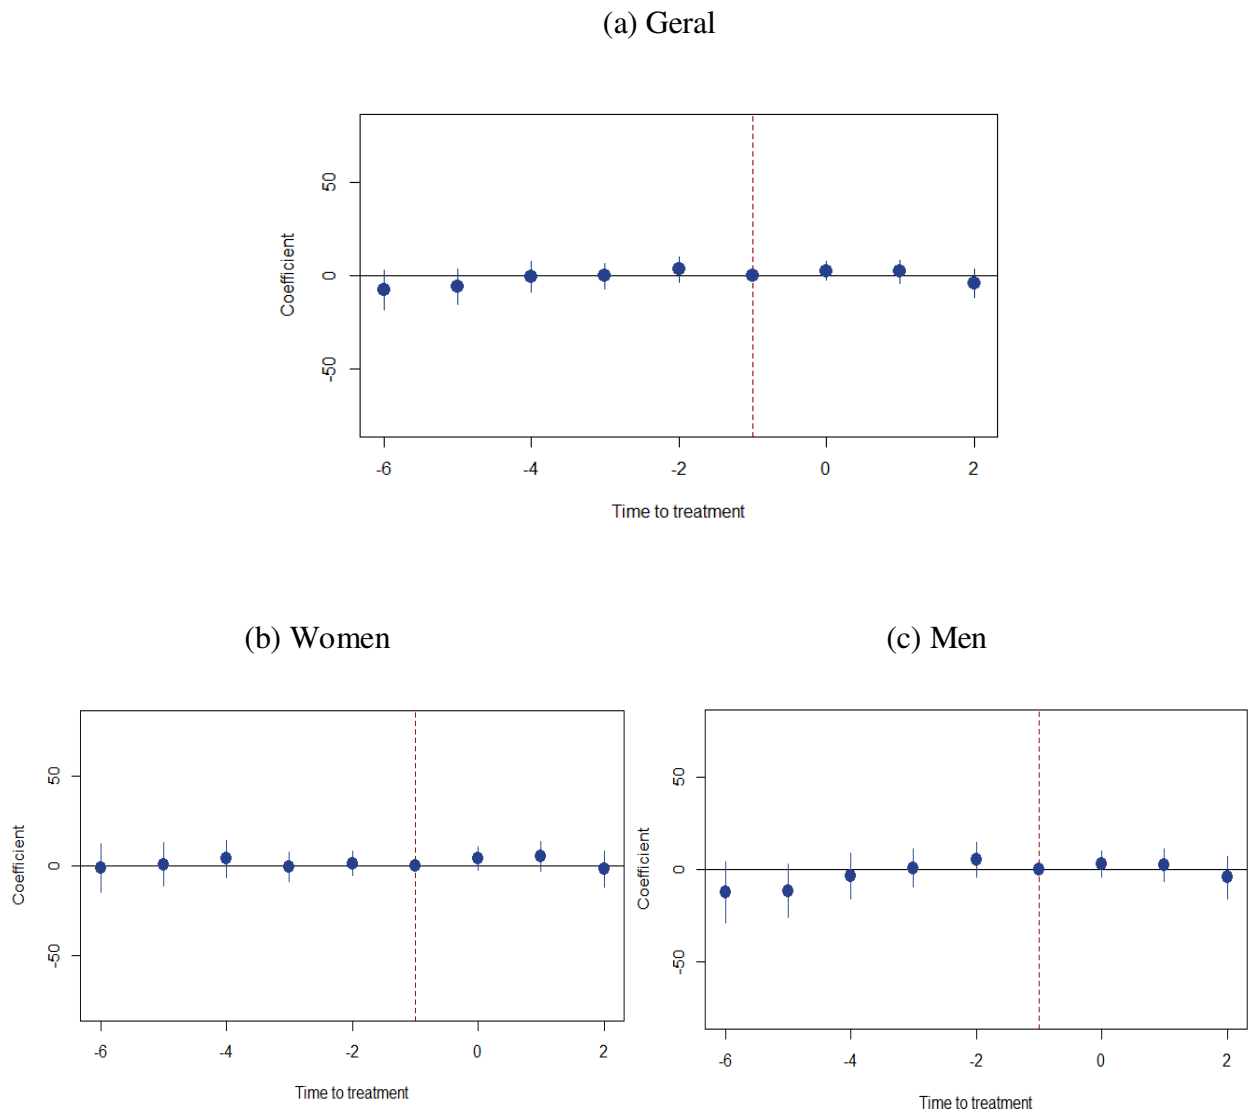 (a) Geral
50
0
-50
Coefficient
-6 -4 -2 0 2
Time to treatment
(b) Women
50
0
-50
Coefficient
-6 -4 -2 0 2
Time to treatment
(c) Men
50
0
-50
Coefficient
-6 -4 -2 0 2
Time to treatment